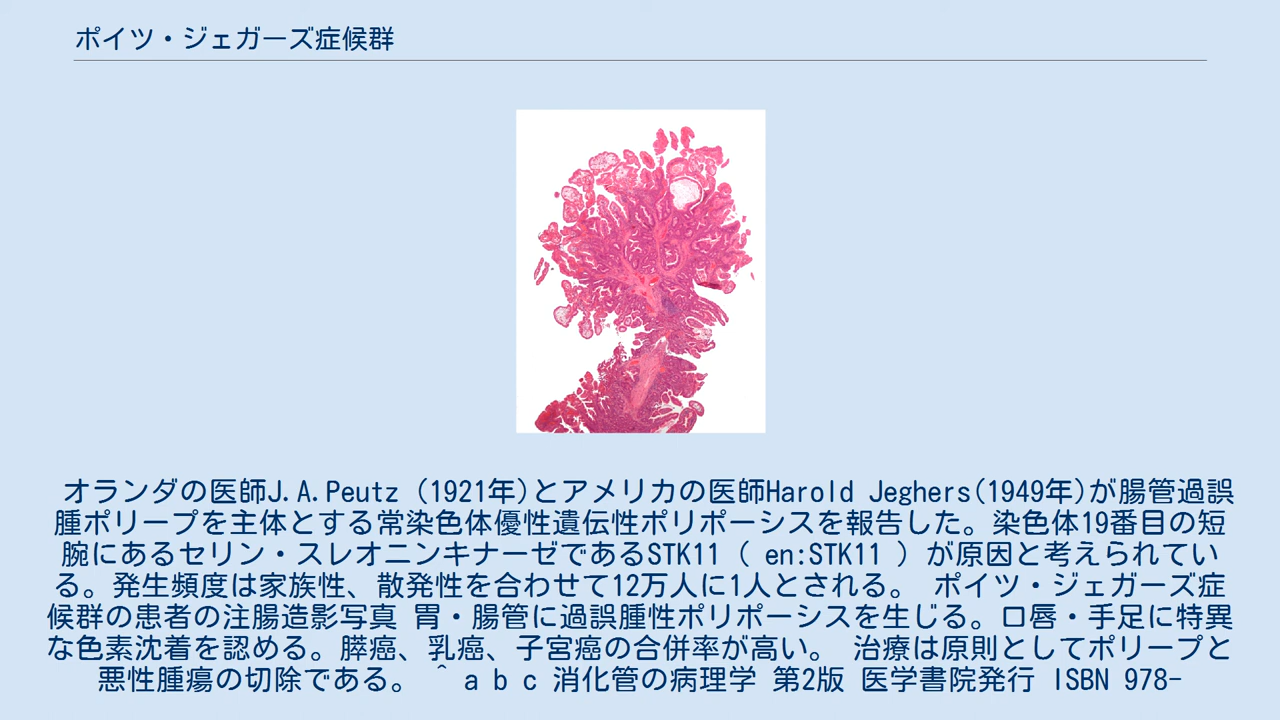 ポイツ・ジェガーズ症候群
オランダの医師J.A.Peutz (1921年)とアメリカの医師Harold Jeghers(1949年)が腸管過誤
腫ポリープを主体とする常染色体優性遺伝性ポリポーシスを報告した。染色体19番目の短
腕にあるセリン・スレオニンキナーゼであるSTK11 ( en:STK11 ) が原因と考えられてい
る。発生頻度は家族性、散発性を合わせて12万人に1人とされる。 ポイツ・ジェガーズ症
候群の患者の注腸造影写真 胃・腸管に過誤腫性ポリポーシスを生じる。口唇・手足に特異
な色素沈着を認める。膵癌、乳癌、子宮癌の合併率が高い。 治療は原則としてポリープと
悪性腫瘍の切除である。 ^ a b c 消化管の病理学 第2版 医学書院発行 ISBN 978-